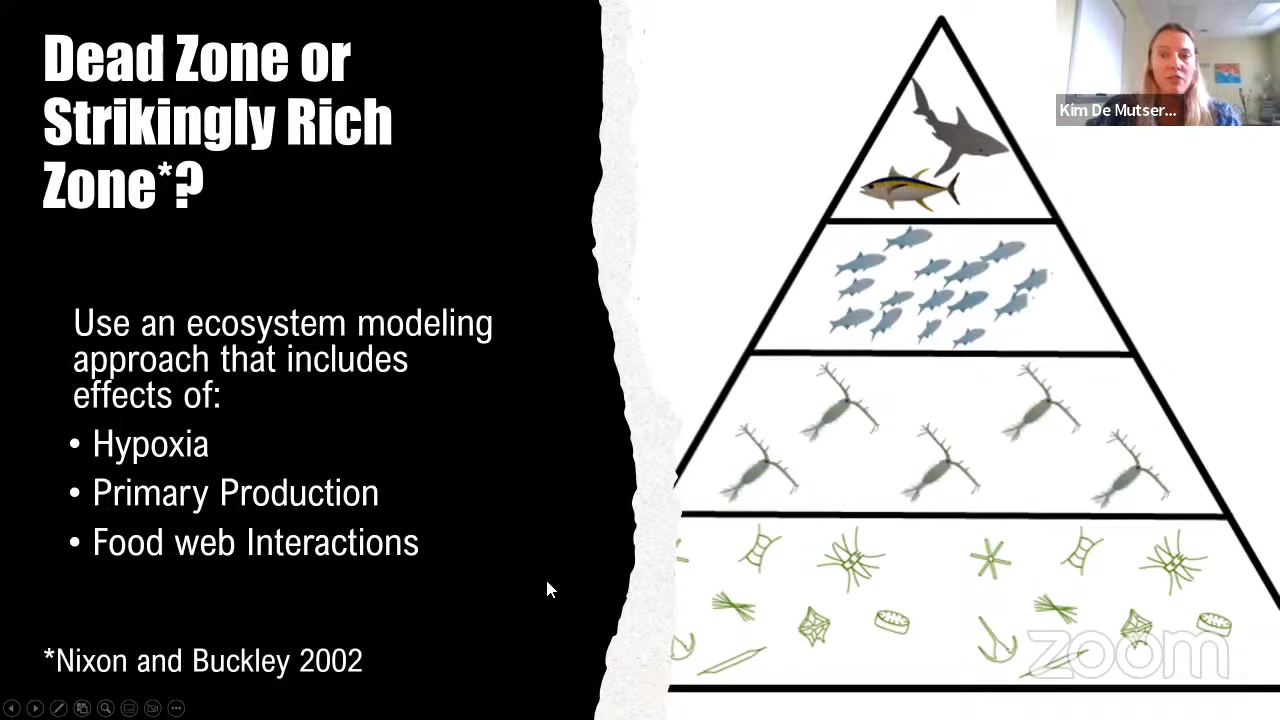 Dead Zone or
Strikingly Rich
Zone*?
Use an ecosystem modeling
approach that includes
effects of:
• Hypoxia
• Primary Production
• Food web Interactions
*Nixon and Buckley 2002
Kim De Mutser...
zoom